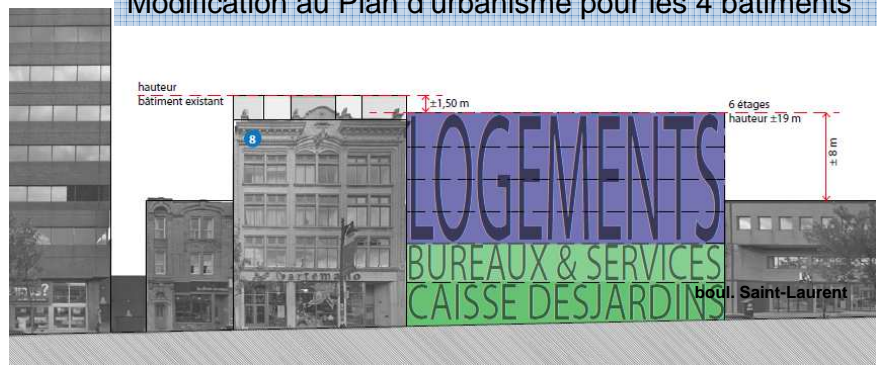 Modification au Plan d'urbanisme pour les 4 bâtiments
hauteur
bâtiment existant
±1,50 m
6 étages
hauteur ±19 m
± 8 m
8
LOGEMENTS
BUREAUX & SERVICES
CAISSE DESJARDINS
boul. Saint-Laurent